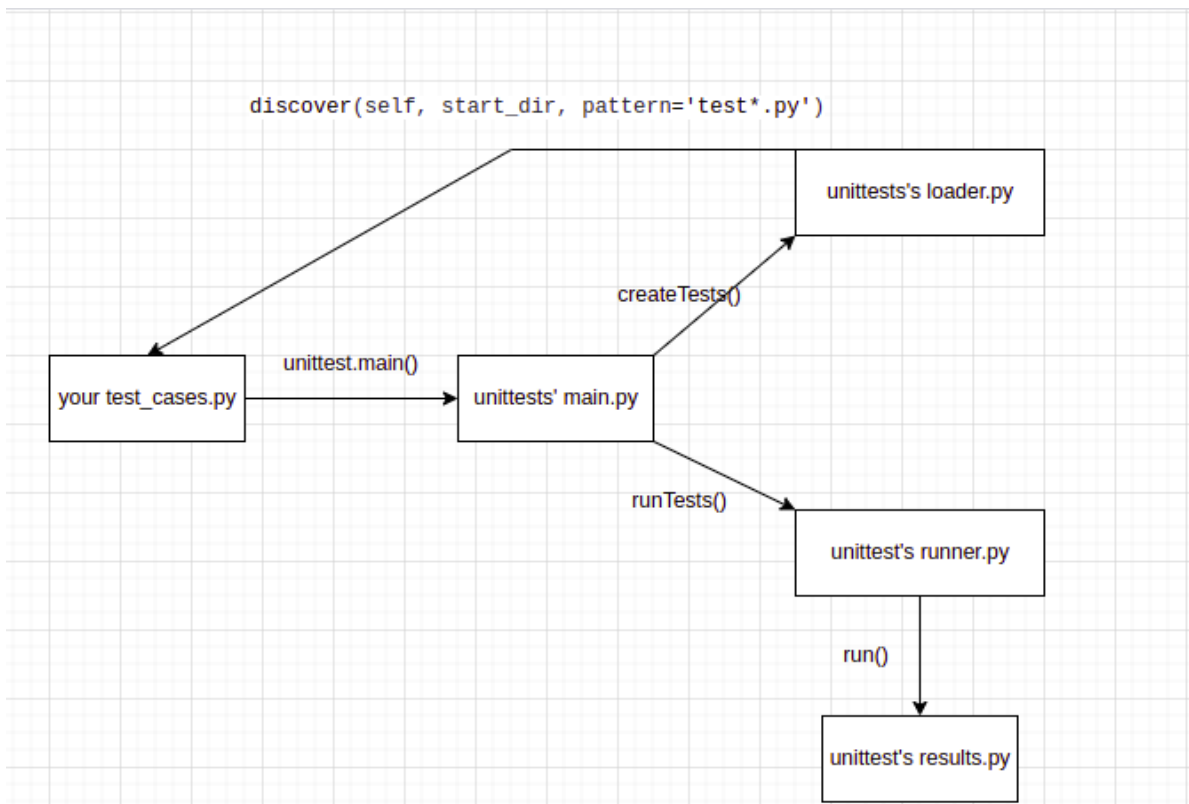 discover(self, start_dir, pattern='test*.py')
unittests's loader.py
createTests()
unittest.main()
your test_cases.py
unittests' main.py
runTests()
unittest's runner.py
run()
unittest's results.py